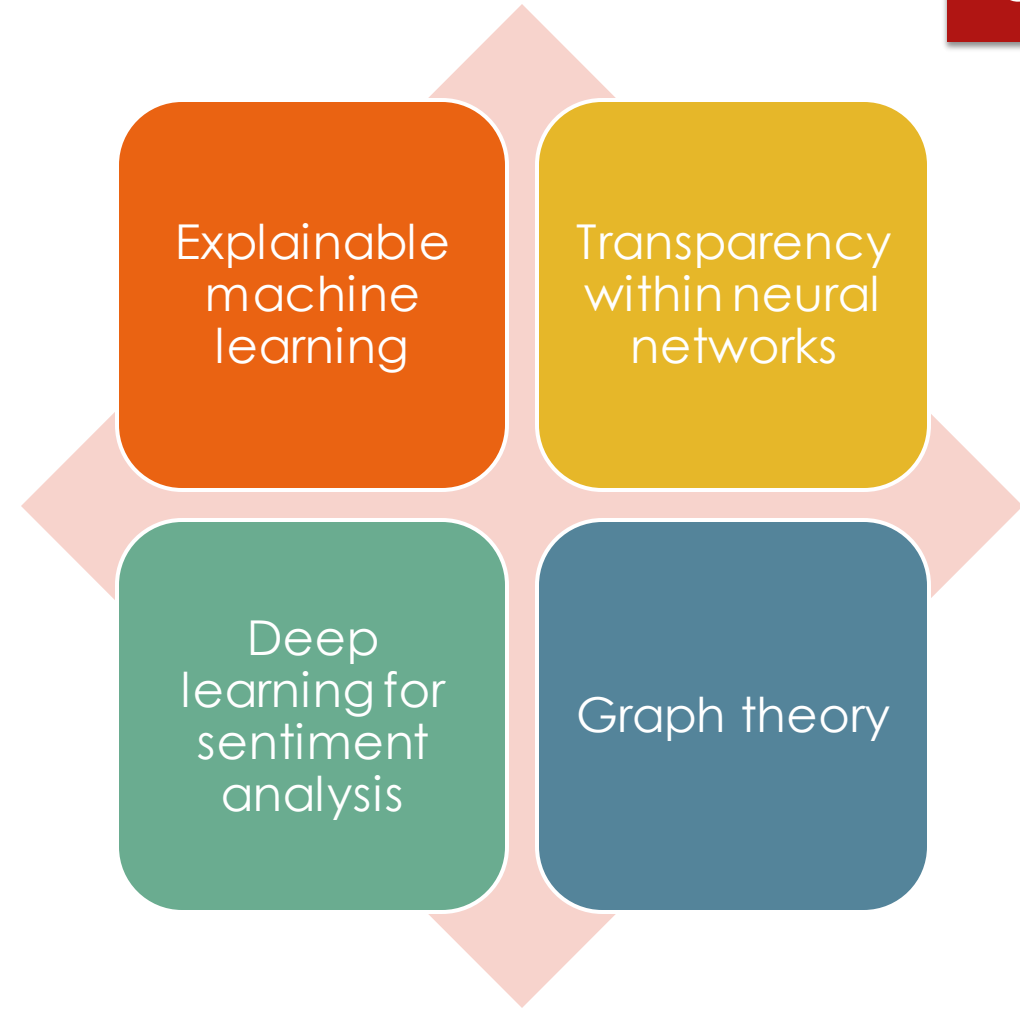 Explainable
machine
learning
Transparency
within neural
networks
Deep
learning for
sentiment
analysis
Graph theory